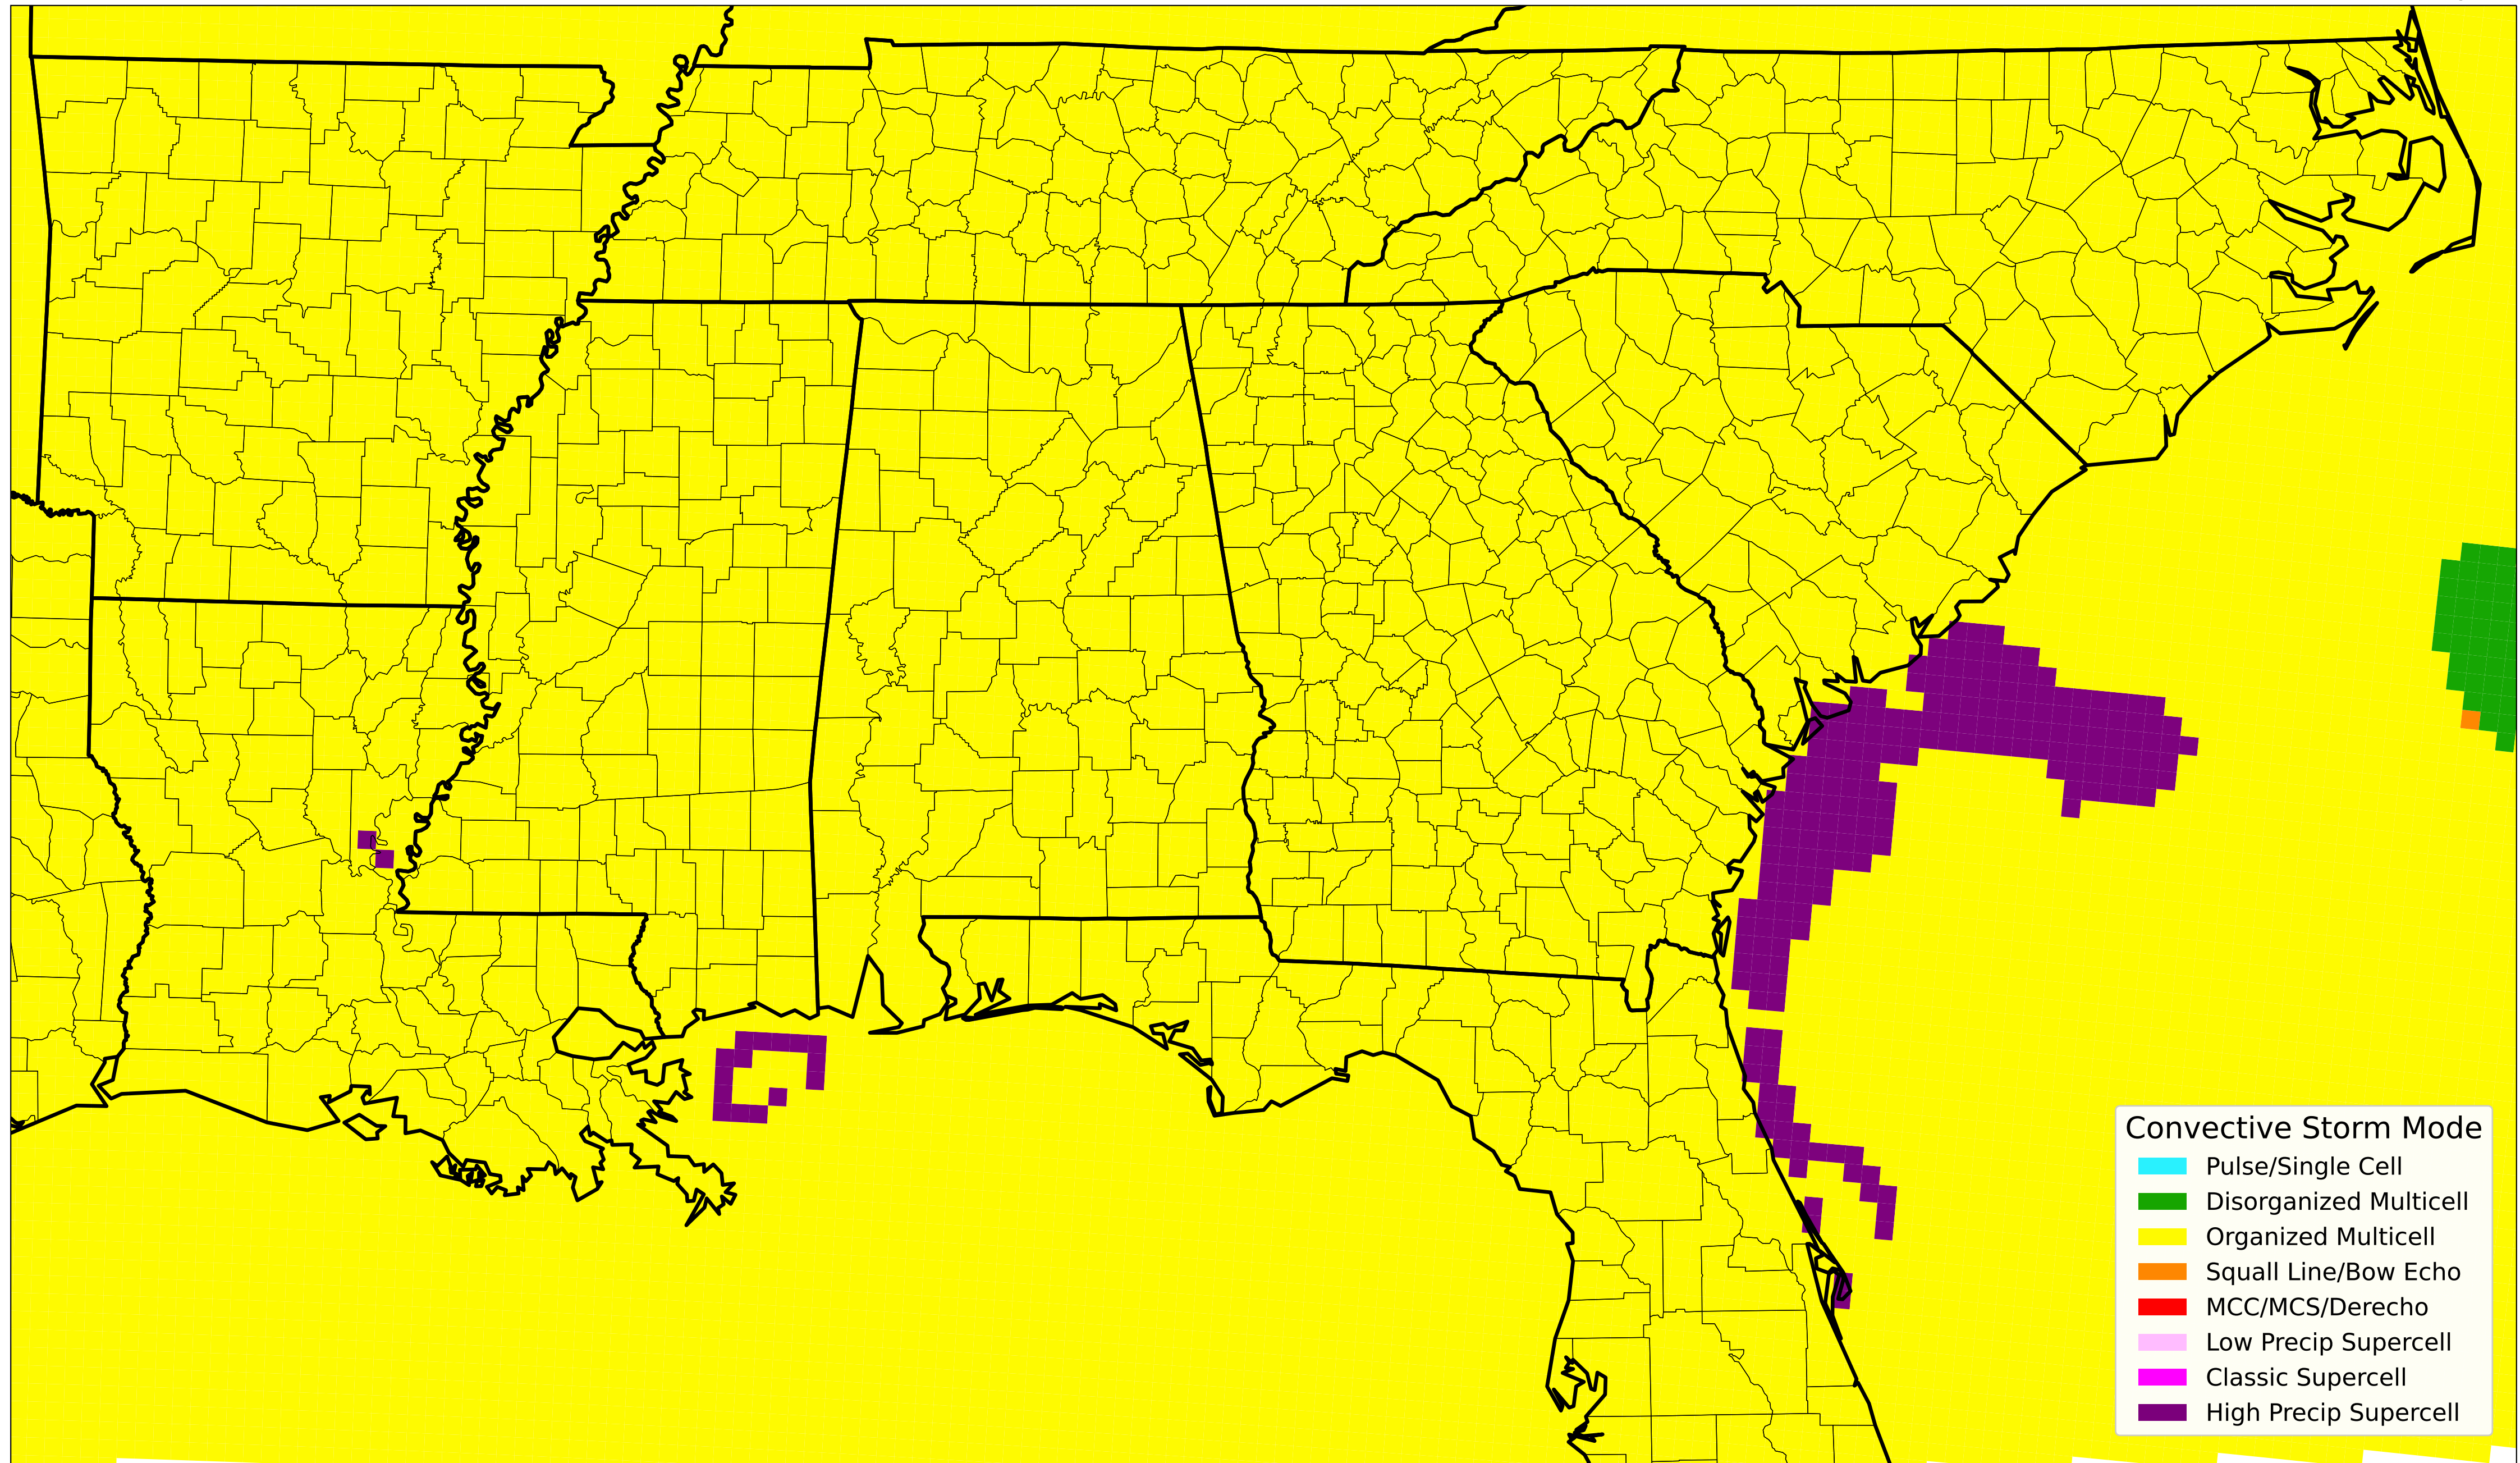 Convective Storm Mode
Pulse/Single Cell
Disorganized Multicell
Organized Multicell
Squall Line/Bow Echo
MCC/MCS/Derecho
Low Precip Supercell
Classic Supercell
High Precip Supercell